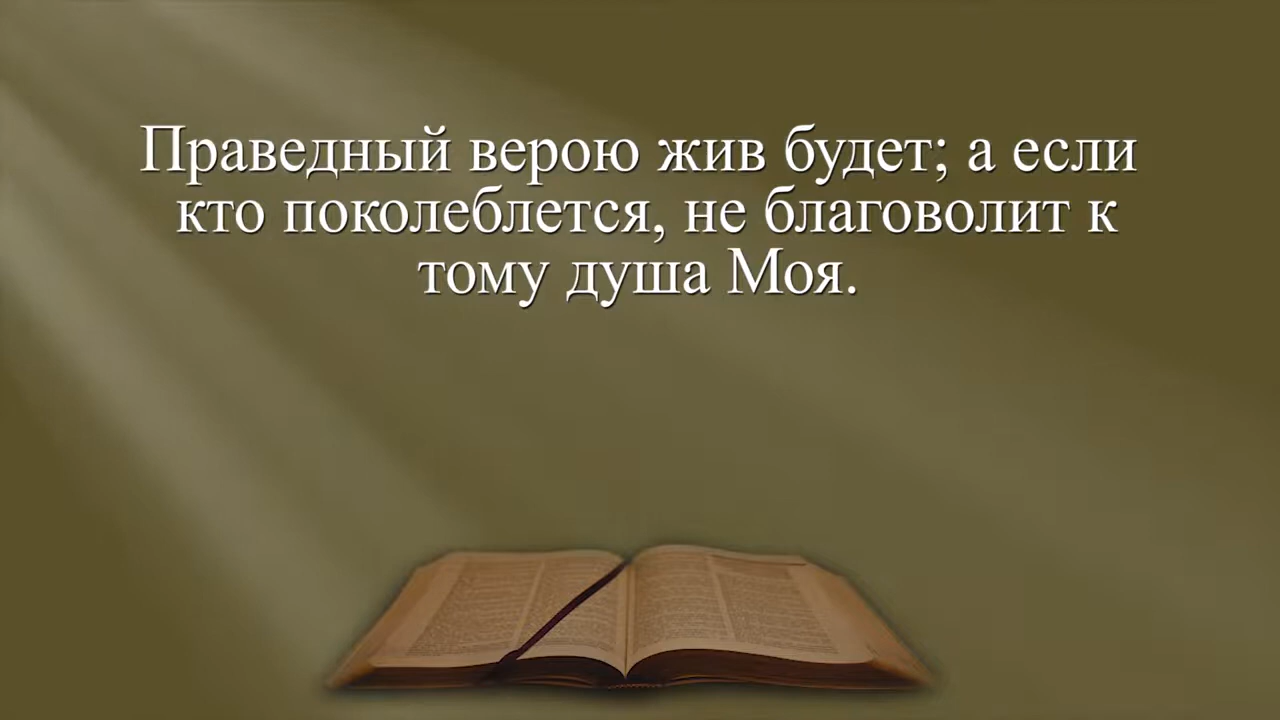 Праведный верою жив будет; а если
кто поколеблется, не благоволит к
тому душа Моя.